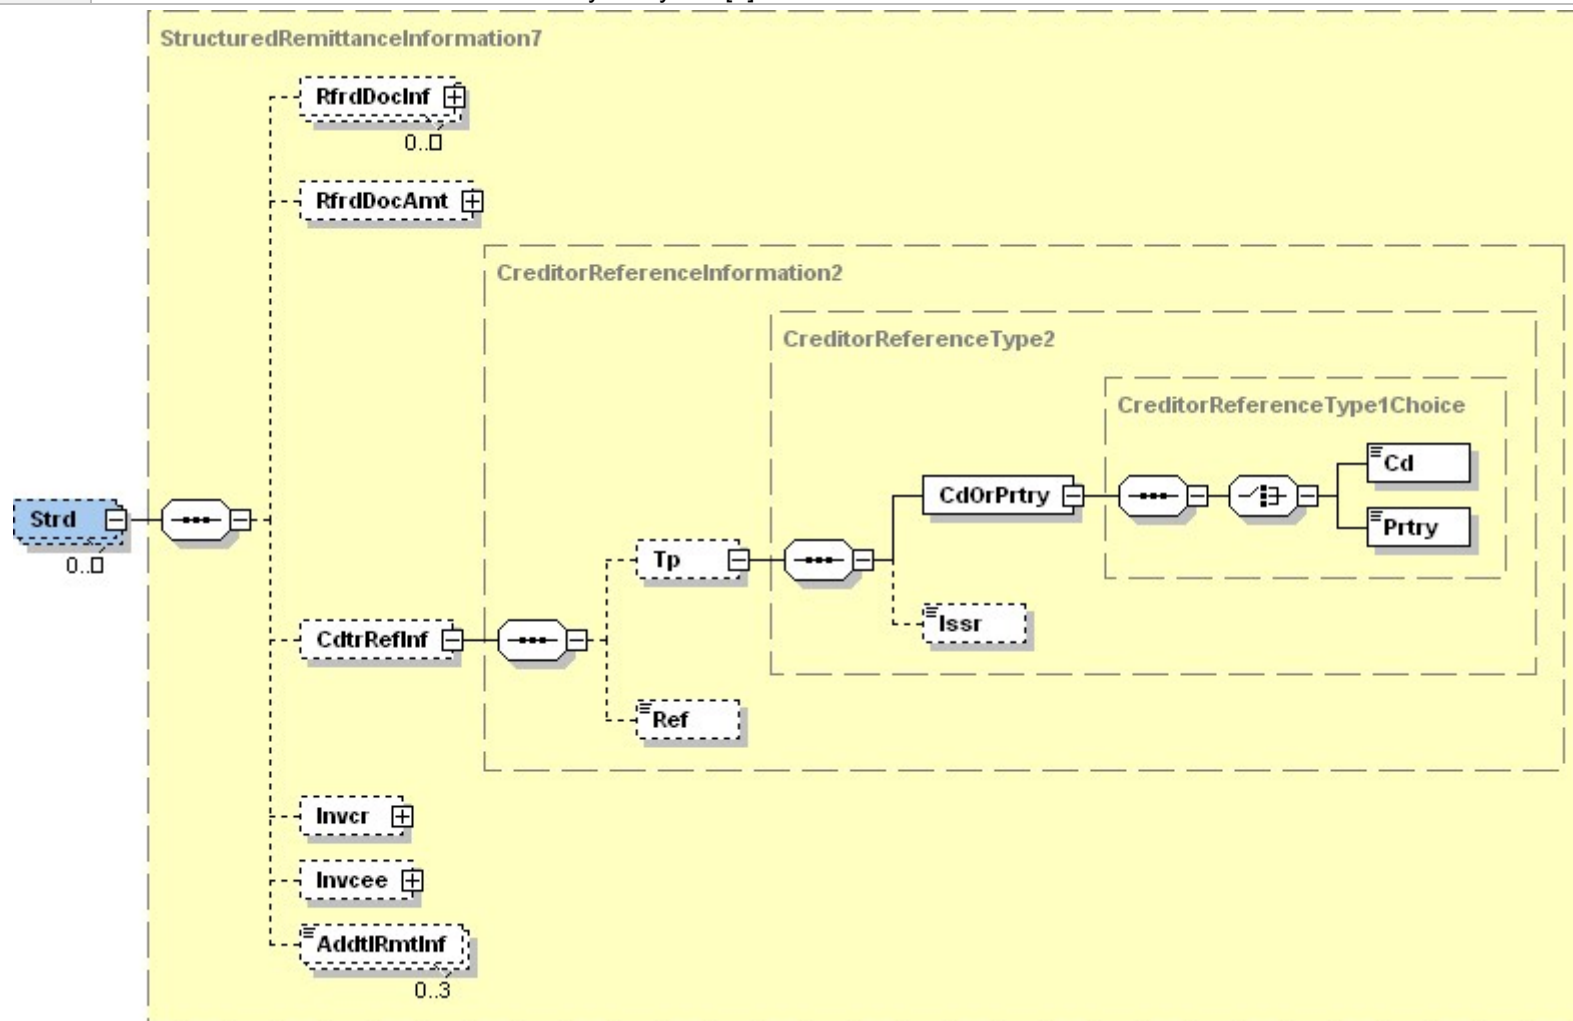 StructuredRemittanceInformation7
RfrdDocInf
0..□
RfrdDocAmt
CreditorReferenceInformation2
CreditorReferenceType2
CreditorReferenceType1Choice
Cd
CdOrPrtry
Prtry
Strd
0..□
Tp
Issr
CdtrRefInf
Ref
Invcr
Invcee
AddtlRmtInf
0..3